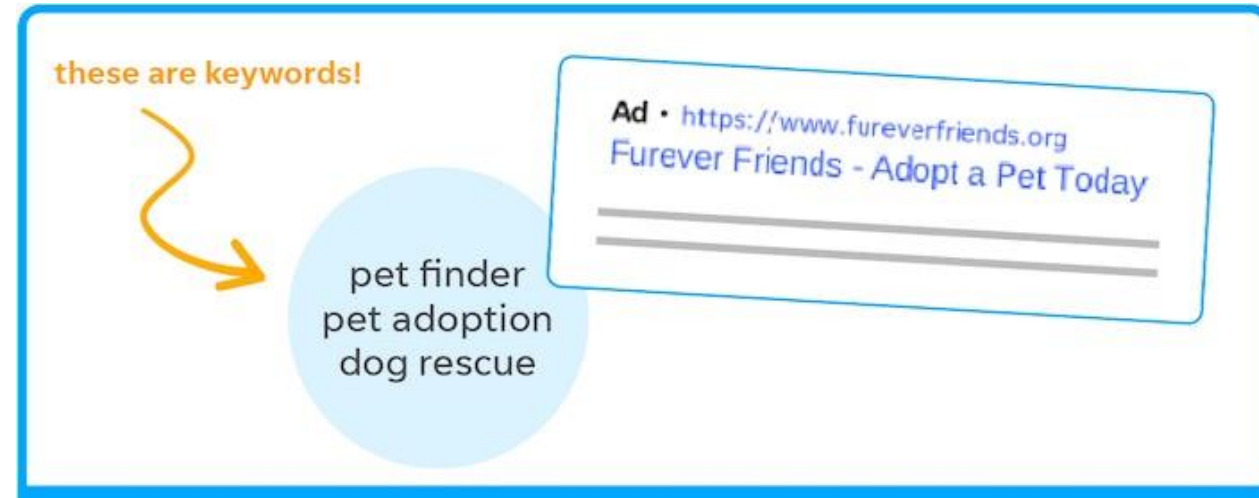 these are keywords!
pet finder
pet adoption
dog rescue
Ad · https://www.fureverfriends.org
Furever Friends - Adopt a Pet Today